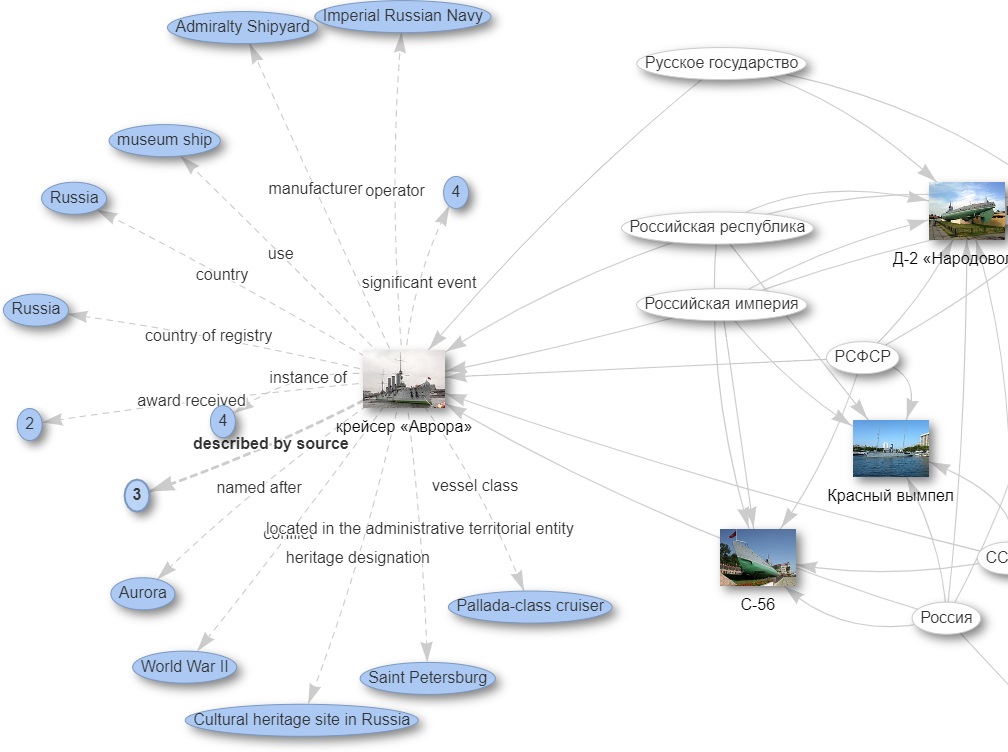 Imperial Russian Navy
Admiralty Shipyard
Русское государство
museum ship
manufacturer
operator
4
Russia
Российская республика
use
Д-2 «Народовол
country
significant event
Российская империя
Russia
country of registry
РСФСР
instance of
award received
2
4
крейсер «Аврора»
described by source
3
named after
vessel class
Красный вымпел
located in the administrative territorial entity
conflict
heritage designation
СС
Aurora
Pallada-class cruiser
С-56
Россия
World War II
Saint Petersburg
Cultural heritage site in Russia